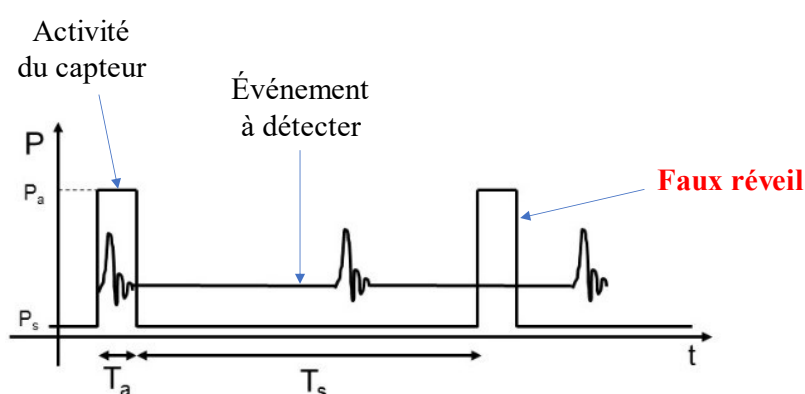 Activité
du capteur
Événement
à détecter
P
Pa
Faux réveil
Ps
t
Ta
Ts